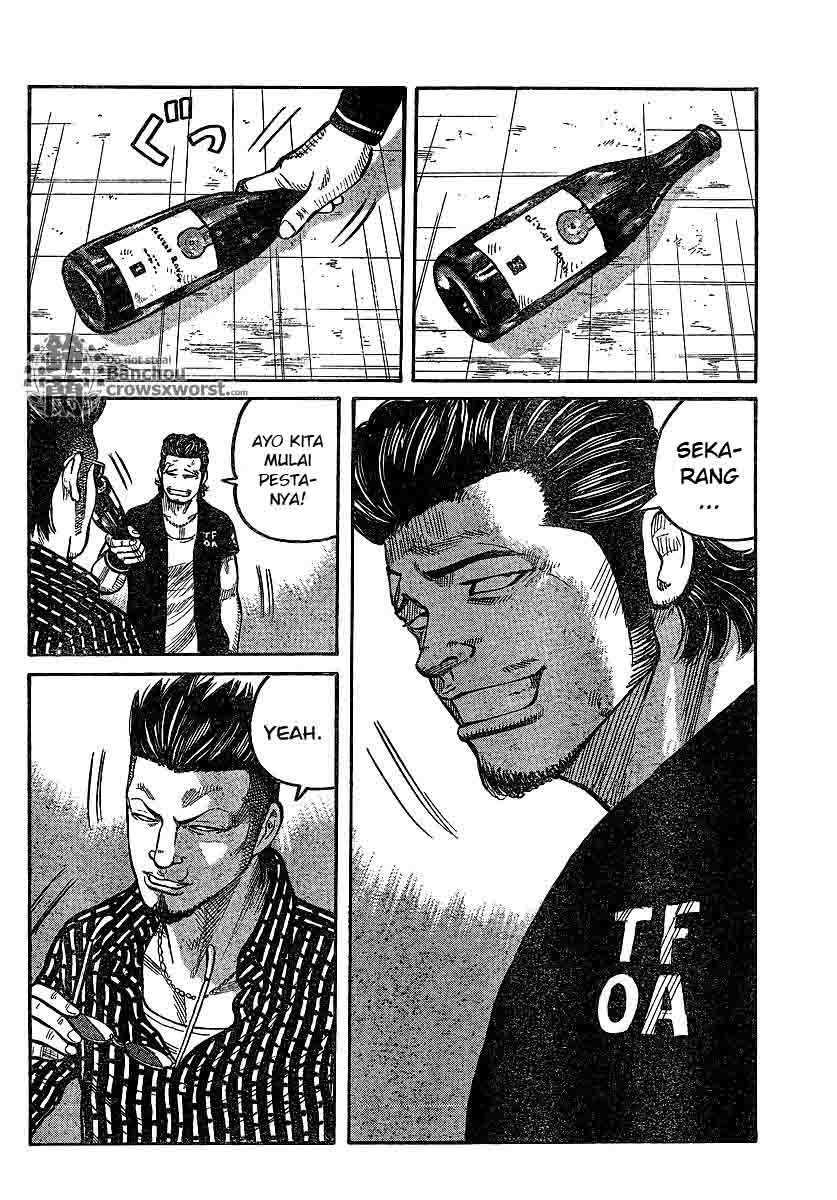 ぐっ
Do not steal
Banchou
crowsxworst.com
SEKA-
RANG
...
AYO KITA
MULAI
PESTA-
NYA!
TF
OA
TF
OA
YEAH.